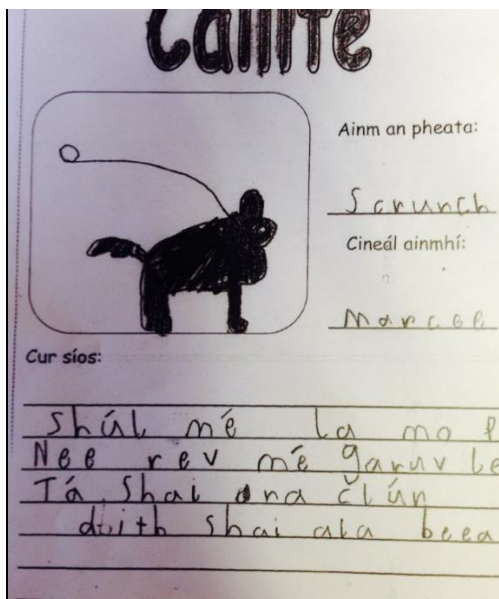 Caillte
Ainm an pheata:
Scrunch
Cineál ainmhí:
Cur síos:
Shúl mé la mo
Nee rev mé garuv le
Tá Shai ana clún
duith Shai ala beea